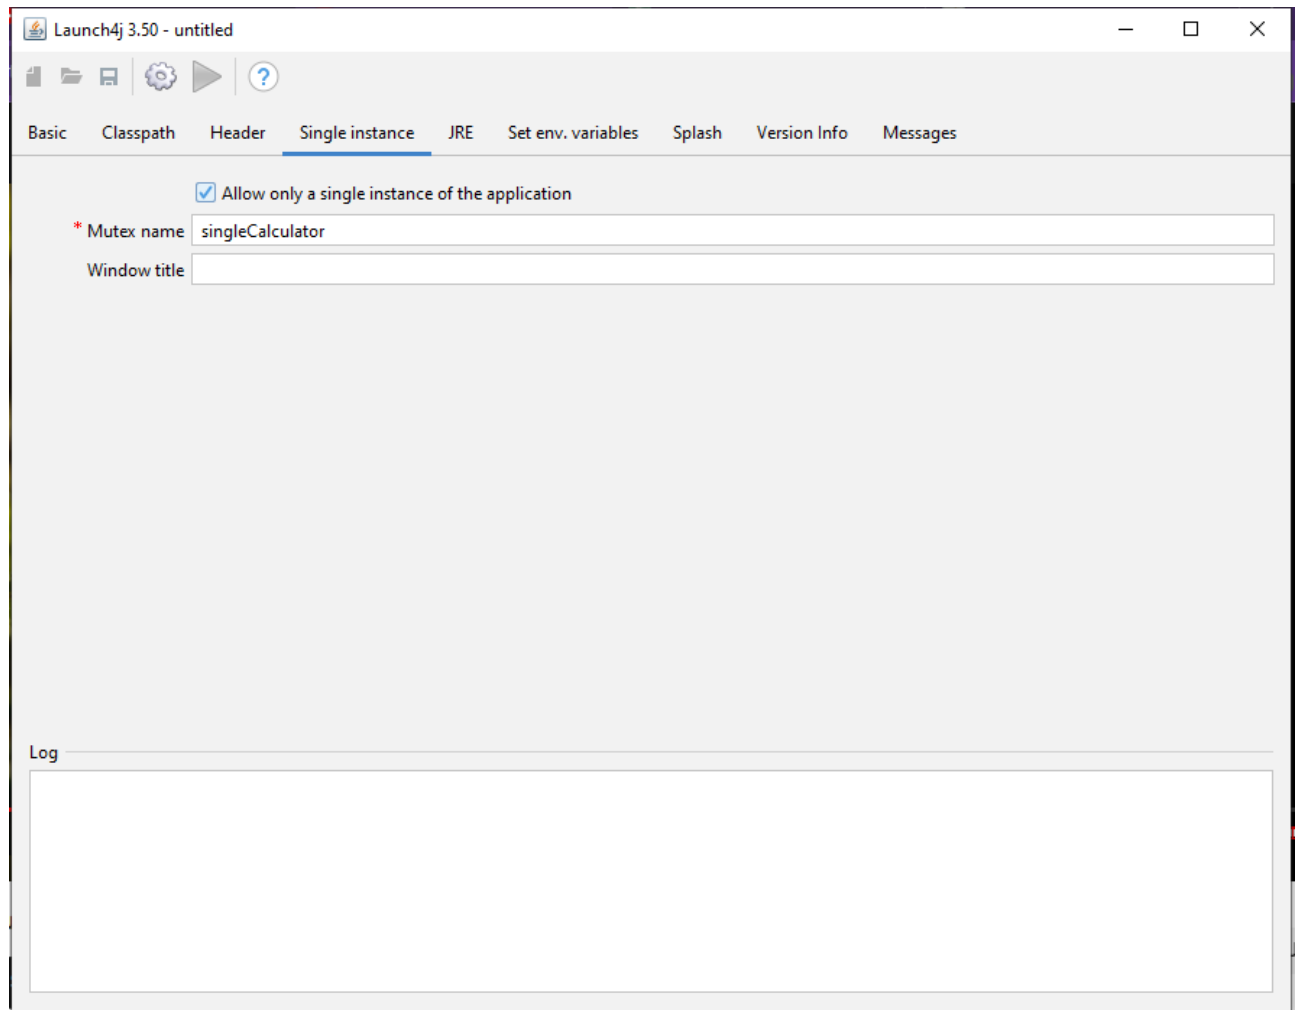 Launch4j 3.50 - untitled
?
Basic Classpath Header Single instance JRE Set env. variables Splash Version Info Messages
Allow only a single instance of the application
* Mutex name singleCalculator
Window title
Log